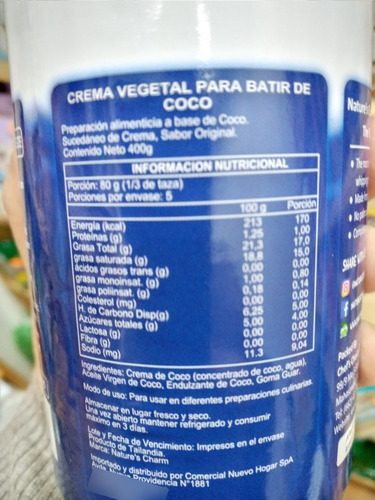 CREMA VEGETAL PARA BATIR DE
COCO
Preparación alimenticia a base de Coco.
Sucedáneo de Crema, Sabor Original.
Contenido Neto 400g
INFORMACION NUTRICIONAL
Porción: 80 g (1/3 de taza)
Porciones por envase: 5
100 g Porción
Energía (kcal) 213 170
Proteínas (g) 1,25 1,00
Grasa Total (g) 21,3 17,0
grasa saturada (g) 18,8 15,0
ácidos grasos trans (g) 0,00 0,00
grasa monoinsat. (g) 1,00 0,80
grasa poliinsat. (g) 0,18 0,14
Colesterol (mg) 0,00 0,00
H. de Carbono Disp(g) 6,25 5,00
Azúcares totales (g) 5,00 4,00
Lactosa (g) 0,00 0,00
Fibra (g) 0,00 0,00
Sodio (mg) 11.3 9,04
Ingredientes: Crema de Coco (concentrado de coco, agua),
Aceite Virgen de Coco, Endulzante de Coco, Goma Guar.
Modo de uso: Para usar en diferentes preparaciones culinarias.
Almacenar en lugar fresco y seco.
Una vez abierto mantener refrigerado y consumir
máximo en 3 días.
Lote y Fecha de Vencimiento: Impresos en el envase
Producto de Tailandia.
Marca: Nature's Charm
Importado y distribuido por Comercial Nuevo Hogar SpA
Providencia N°1881
Nature's
The
SHARE